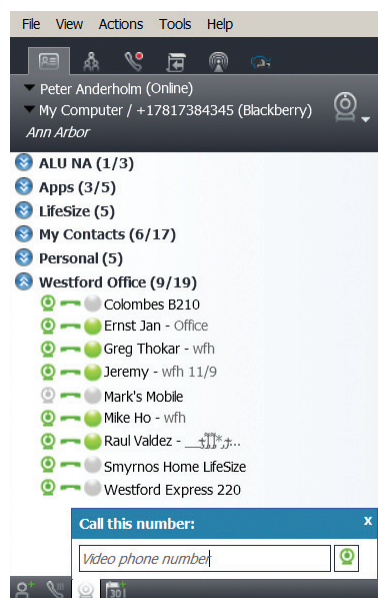 File View Actions Tools Help
Peter Anderholm (Online)
My Computer / +17817384345 (Blackberry)
Ann Arbor
ALU NA (1/3)
Apps (3/5)
LifeSize (5)
My Contacts (6/17)
Personal (5)
Westford Office (9/19)
Colombes B210
Ernst Jan - Office
Greg Thokar - wfh
Jeremy - wfh 11/9
Mark's Mobile
Mike Ho - wfh
Raul Valdez -
Smyrnos Home LifeSize
Westford Express 220
Call this number: x
Video phone number
30